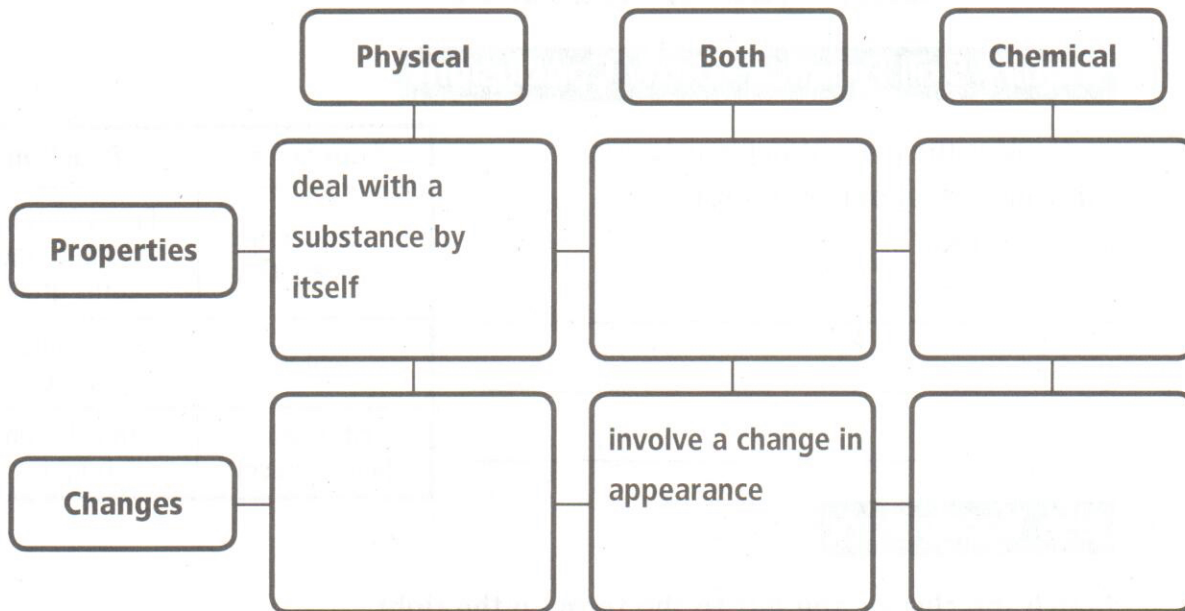 Physical
Both
Chemical
Properties
deal with a
substance by
itself
Changes
involve a change in
appearance